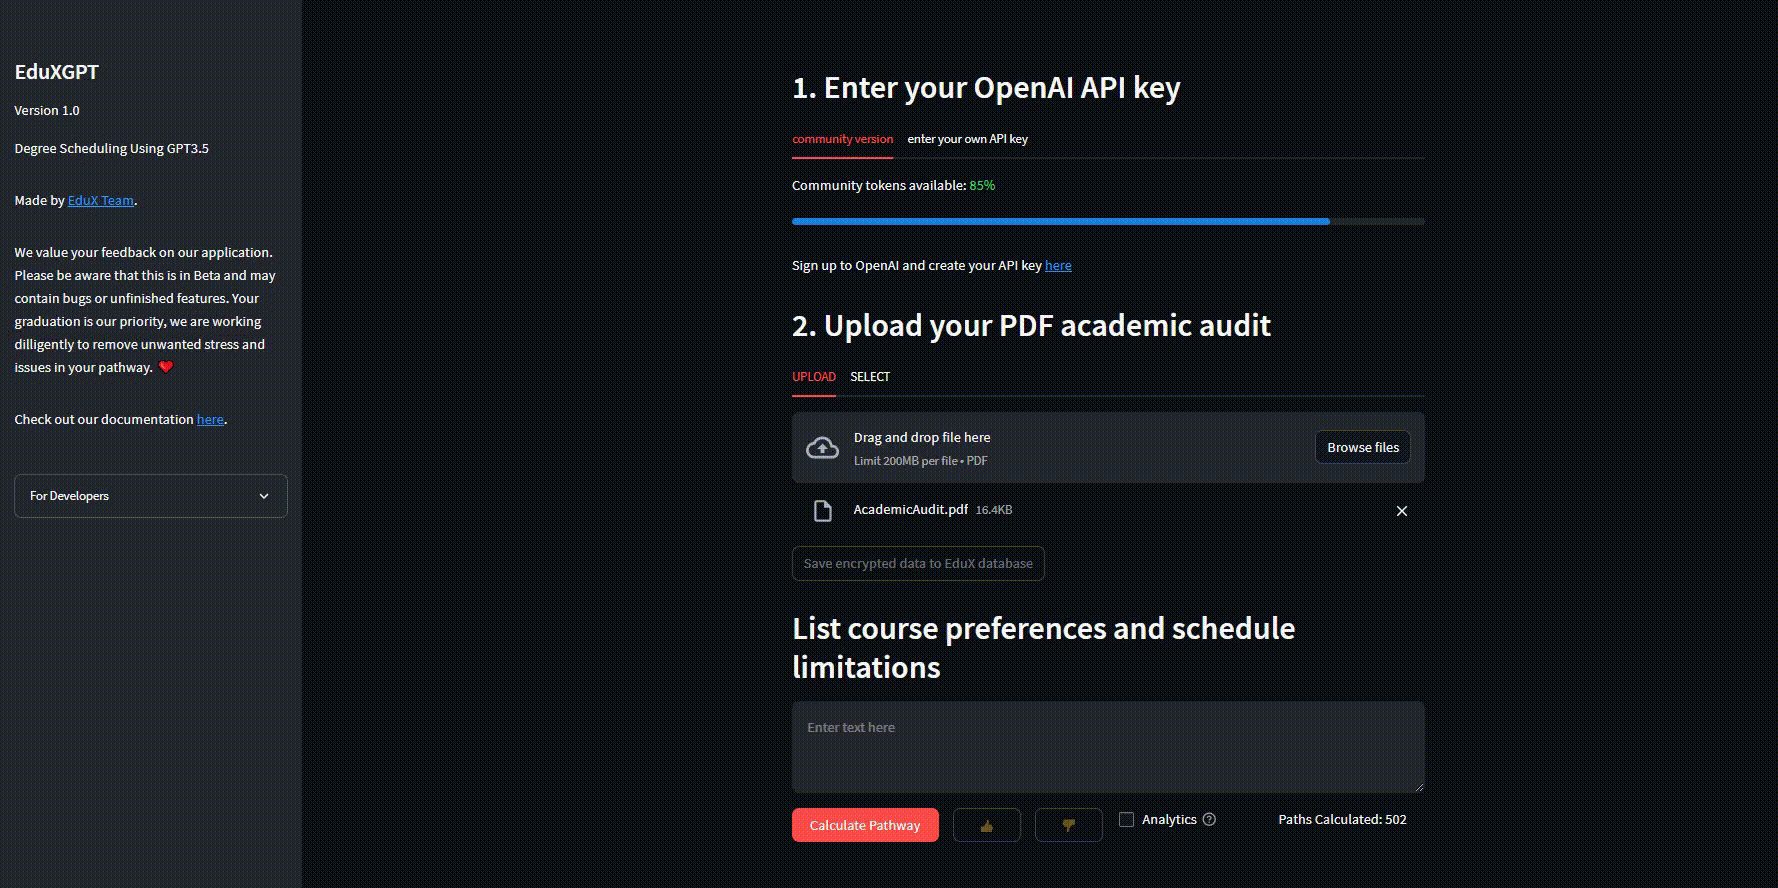 EduXGPT
Version 1.0
Degree Scheduling Using GPT3.5
Made by EduX Team.
We value your feedback on our application.
Please be aware that this is in Beta and may
contain bugs or unfinished features. Your
graduation is our priority, we are working
dilligently to remove unwanted stress and
issues in your pathway. ❤️
Check out our documentation here.
For Developers
1. Enter your OpenAI API key
community version enter your own API key
Community tokens available: 85%
Sign up to OpenAI and create your API key here
2. Upload your PDF academic audit
UPLOAD SELECT
Drag and drop file here
Limit 200MB per file • PDF
Browse files
AcademicAudit.pdf 16.4KB
Save encrypted data to EduX database
List course preferences and schedule
limitations
Enter text here
Calculate Pathway 👍 👎 Analytics Paths Calculated: 502